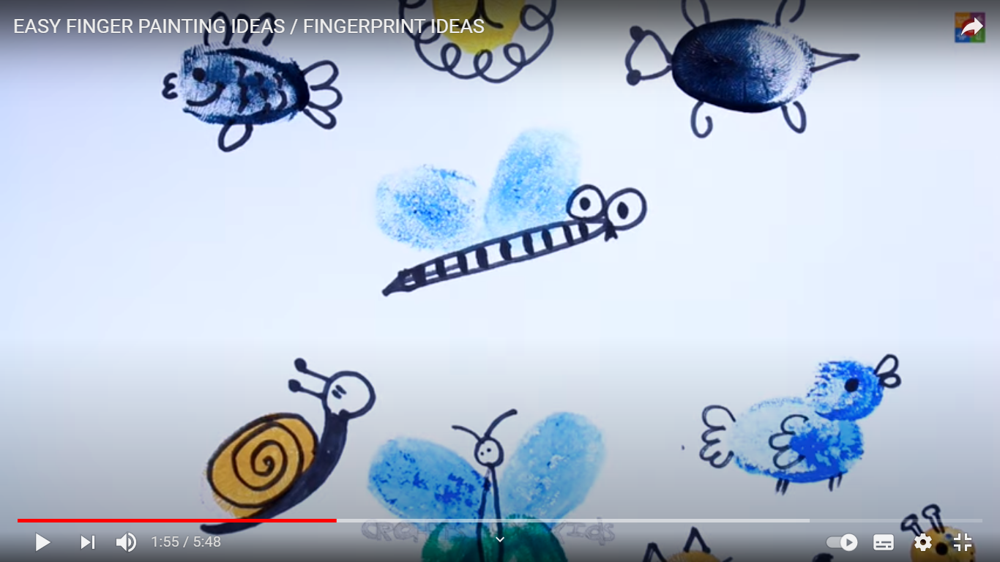 EASY FINGER PAINTING IDEAS / FINGERPRINT IDEAS
1:55 / 5:48